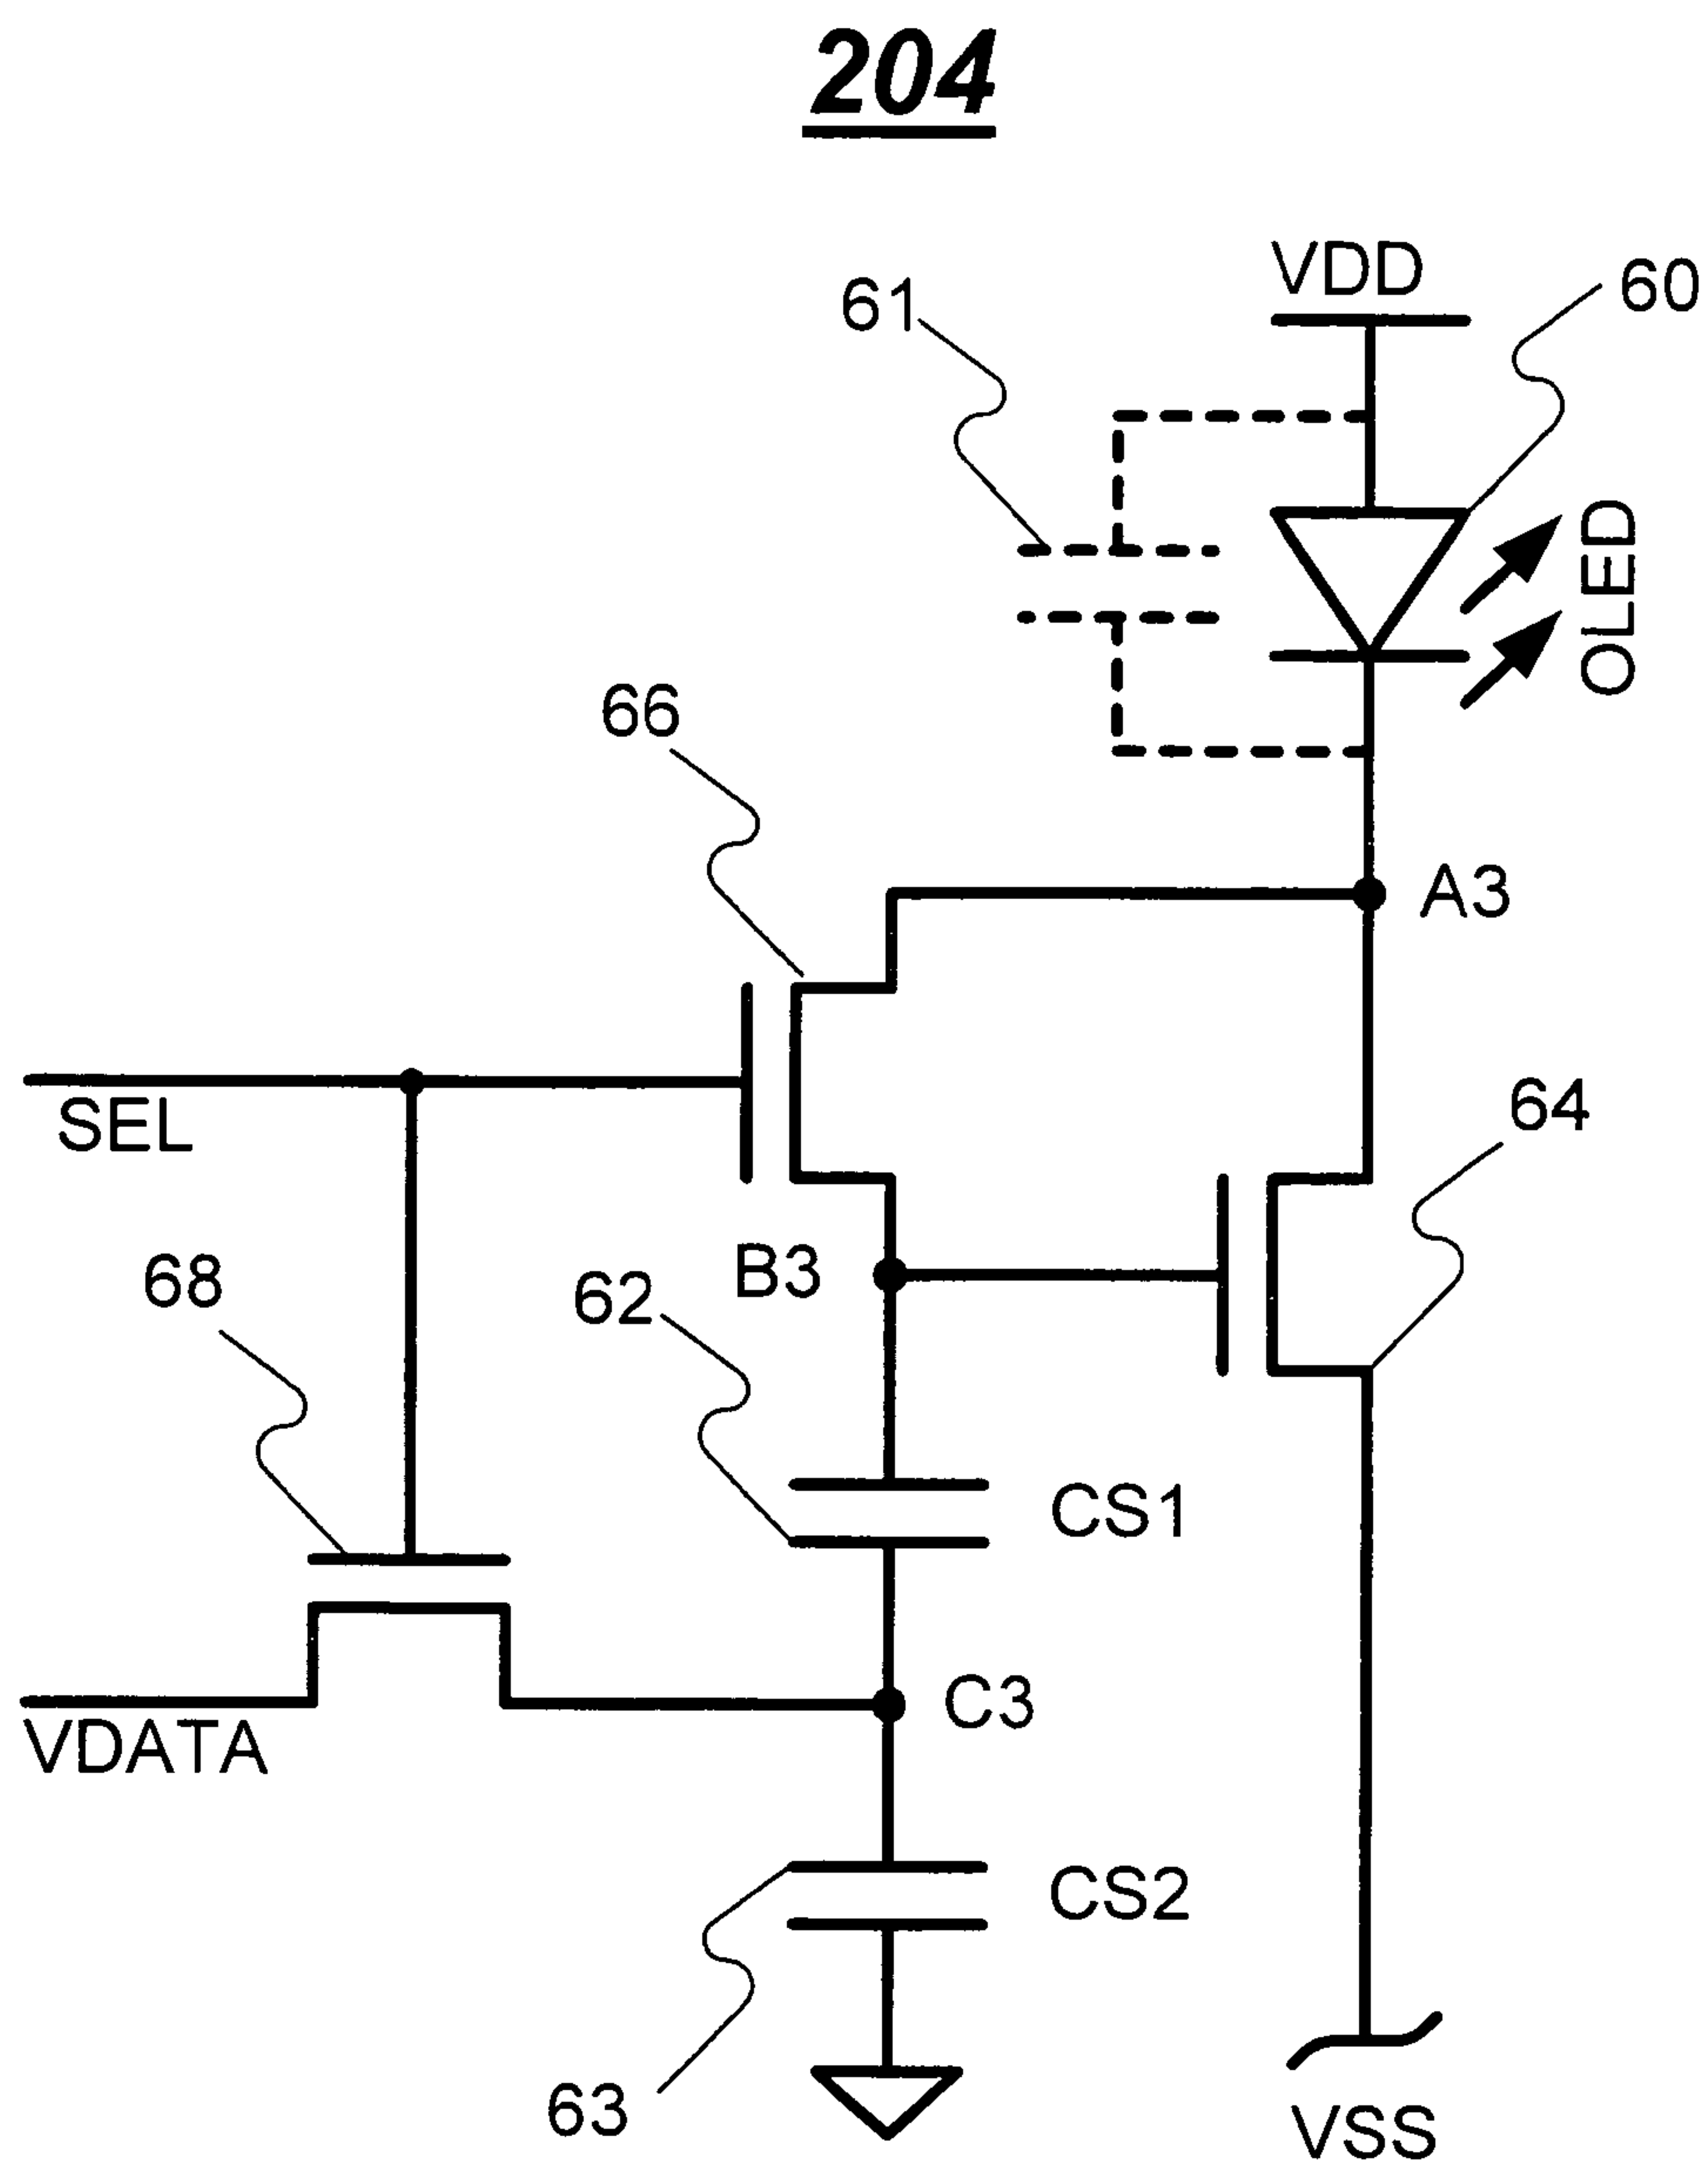 204
VDD
60
61
OLED
66
A3
SEL
64
B3
68
62
CS1
C3
VDATA
CS2
63
VSS